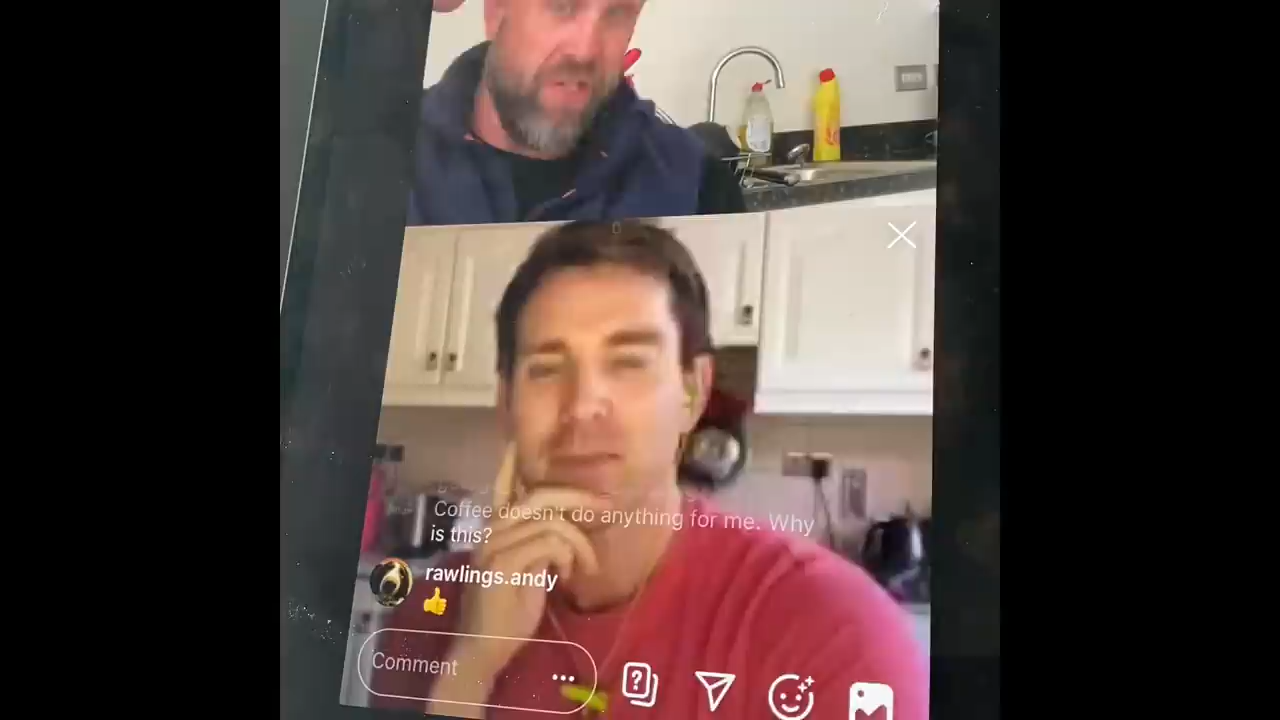 Coffee doesn't do anything for me. Why
is this?
rawlings.andy
Comment